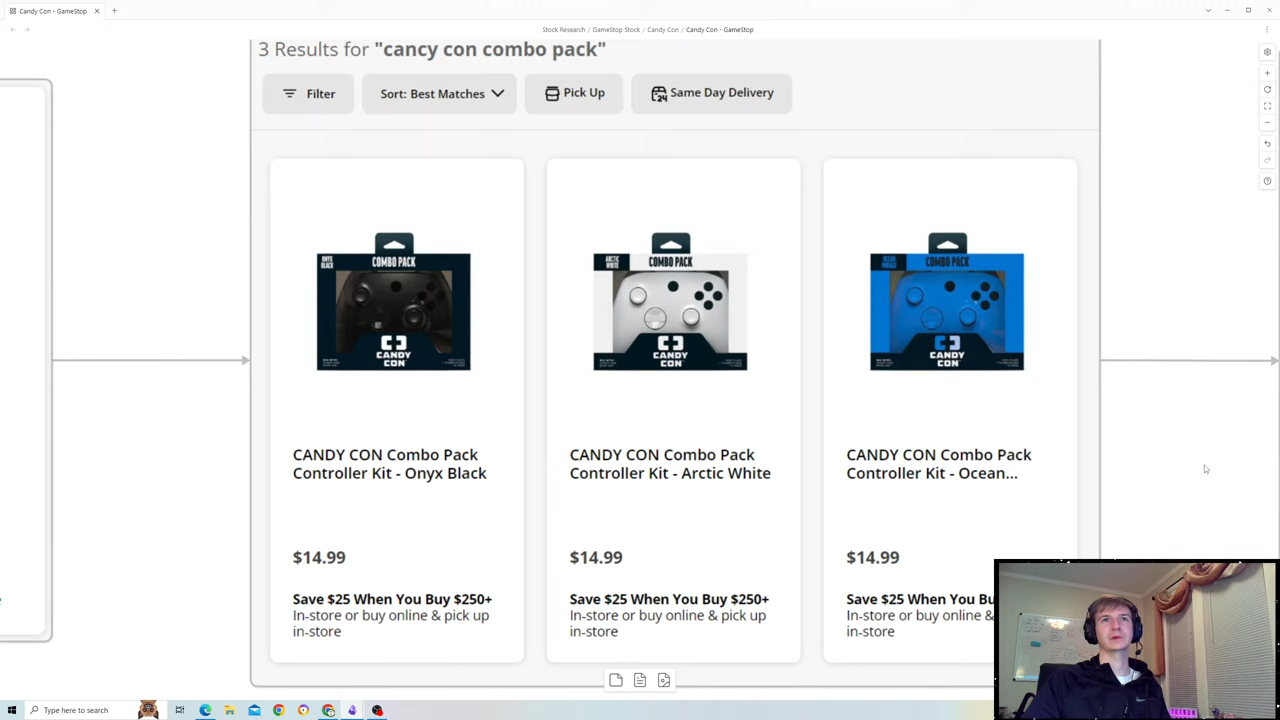 Candy Con - GameStop
Stock Research / GameStop Stock / Candy Con / Candy Con - GameStop
3 Results for "cancy con combo pack"
Filter
Sort: Best Matches
Pick Up
24 Same Day Delivery
ONYX BLACK
COMBO PACK
CANDY CON
ARCTIC WHITE
COMBO PACK
CANDY CON
COMBO PACK
CANDY CON
CANDY CON Combo Pack
Controller Kit - Onyx Black
$14.99
Save $25 When You Buy $250+
In-store or buy online & pick up
in-store
CANDY CON Combo Pack
Controller Kit - Arctic White
$14.99
Save $25 When You Buy $250+
In-store or buy online & pick up
in-store
CANDY CON Combo Pack
Controller Kit - Ocean...
$14.99
Save $25 When You Bu
In-store or buy online &
in-store
Type here to search